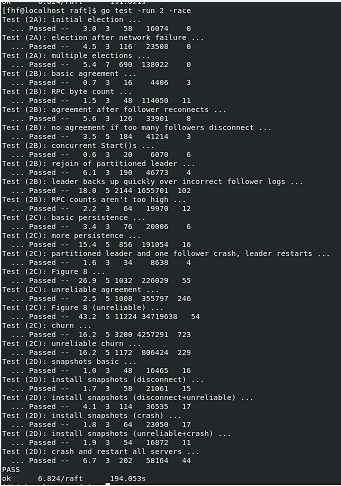 ok 6.824/raft 191.021s
[fhf@localhost raft]$ go test -run 2 -race
Test (2A): initial election ...
... Passed -- 3.0 3 58 16074 0
Test (2A): election after network failure ...
... Passed -- 4.5 3 116 23508 0
Test (2A): multiple elections ...
... Passed -- 5.4 7 690 138022 0
Test (2B): basic agreement ...
... Passed -- 0.7 3 16 4406 3
Test (2B): RPC byte count ...
... Passed -- 1.5 3 48 114050 11
Test (2B): agreement after follower reconnects ...
... Passed -- 5.6 3 126 33901 8
Test (2B): no agreement if too many followers disconnect ...
... Passed -- 3.5 5 184 41214 3
Test (2B): concurrent Start()s ...
... Passed -- 0.6 3 20 6070 6
Test (2B): rejoin of partitioned leader ...
... Passed -- 6.1 3 190 46773 4
Test (2B): leader backs up quickly over incorrect follower logs ...
... Passed -- 18.0 5 2144 1655701 102
Test (2B): RPC counts aren't too high ...
... Passed -- 2.2 3 64 19970 12
Test (2C): basic persistence ...
... Passed -- 3.4 3 76 20006 6
Test (2C): more persistence ...
... Passed -- 15.4 5 856 191054 16
Test (2C): partitioned leader and one follower crash, leader restarts ...
... Passed -- 1.6 3 34 8638 4
Test (2C): Figure 8 ...
... Passed -- 26.9 5 1032 226029 55
Test (2C): unreliable agreement ...
... Passed -- 2.5 5 1008 355797 246
Test (2C): Figure 8 (unreliable) ...
... Passed -- 43.2 5 11224 34719638 54
Test (2C): churn ...
... Passed -- 16.2 5 3200 4257291 723
Test (2C): unreliable churn ...
... Passed -- 16.2 5 1172 806424 229
Test (2D): snapshots basic ...
... Passed -- 1.0 3 48 16465 16
Test (2D): install snapshots (disconnect) ...
... Passed -- 1.7 3 58 21061 15
Test (2D): install snapshots (disconnect+unreliable) ...
... Passed -- 4.1 3 114 36535 17
Test (2D): install snapshots (crash) ...
... Passed -- 1.8 3 64 23050 17
Test (2D): install snapshots (unreliable+crash) ...
... Passed -- 1.9 3 54 16872 11
Test (2D): crash and restart all servers ...
... Passed -- 6.7 3 202 58164 44
PASS
ok 6.824/raft 194.053s